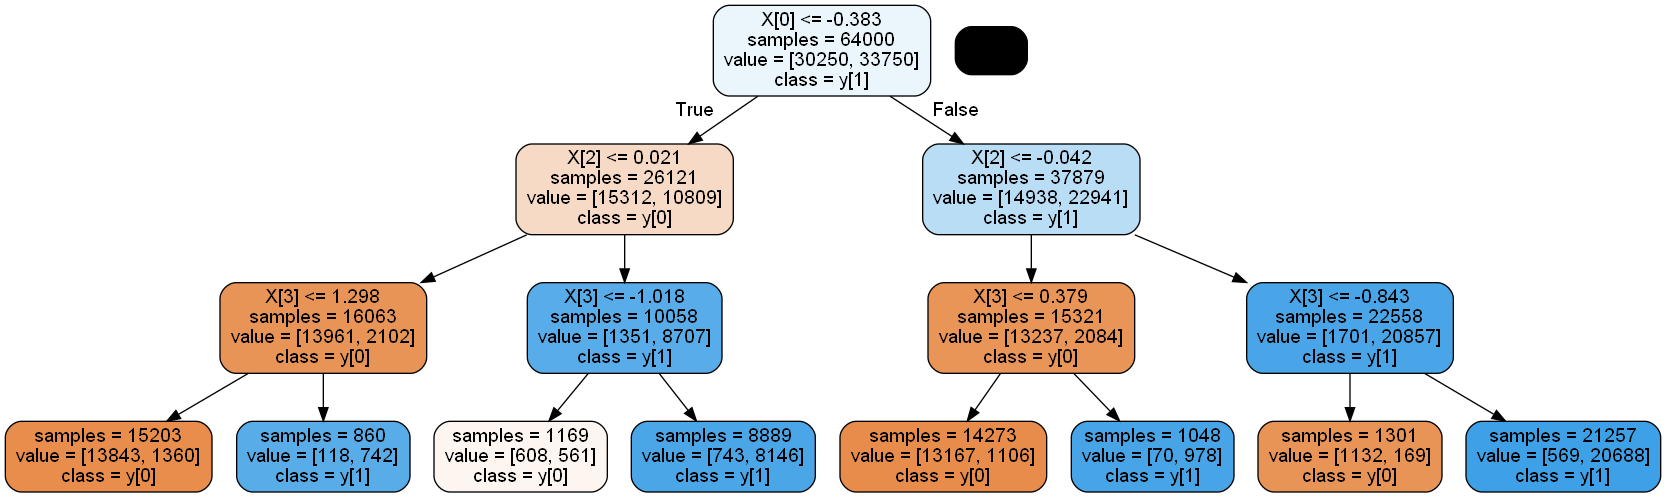 X[0] <= -0.383
samples = 64000
value = [30250, 33750]
class = y[1]
True
False
X[2] <= 0.021
samples = 26121
value = [15312, 10809]
class = y[0]
X[2] <= -0.042
samples = 37879
value = [14938, 22941]
class = y[1]
X[3] <= 1.298
samples = 16063
value = [13961, 2102]
class = y[0]
X[3] <= -1.018
samples = 10058
value = [1351, 8707]
class = y[1]
X[3] <= 0.379
samples = 15321
value = [13237, 2084]
class = y[0]
X[3] <= -0.843
samples = 22558
value = [1701, 20857]
class = y[1]
samples = 15203
value = [13843, 1360]
class = y[0]
samples = 860
value = [118, 742]
class = y[1]
samples = 1169
value = [608, 561]
class = y[0]
samples = 8889
value = [743, 8146]
class = y[1]
samples = 14273
value = [13167, 1106]
class = y[0]
samples = 1048
value = [70, 978]
class = y[1]
samples = 1301
value = [1132, 169]
class = y[0]
samples = 21257
value = [569, 20688]
class = y[1]